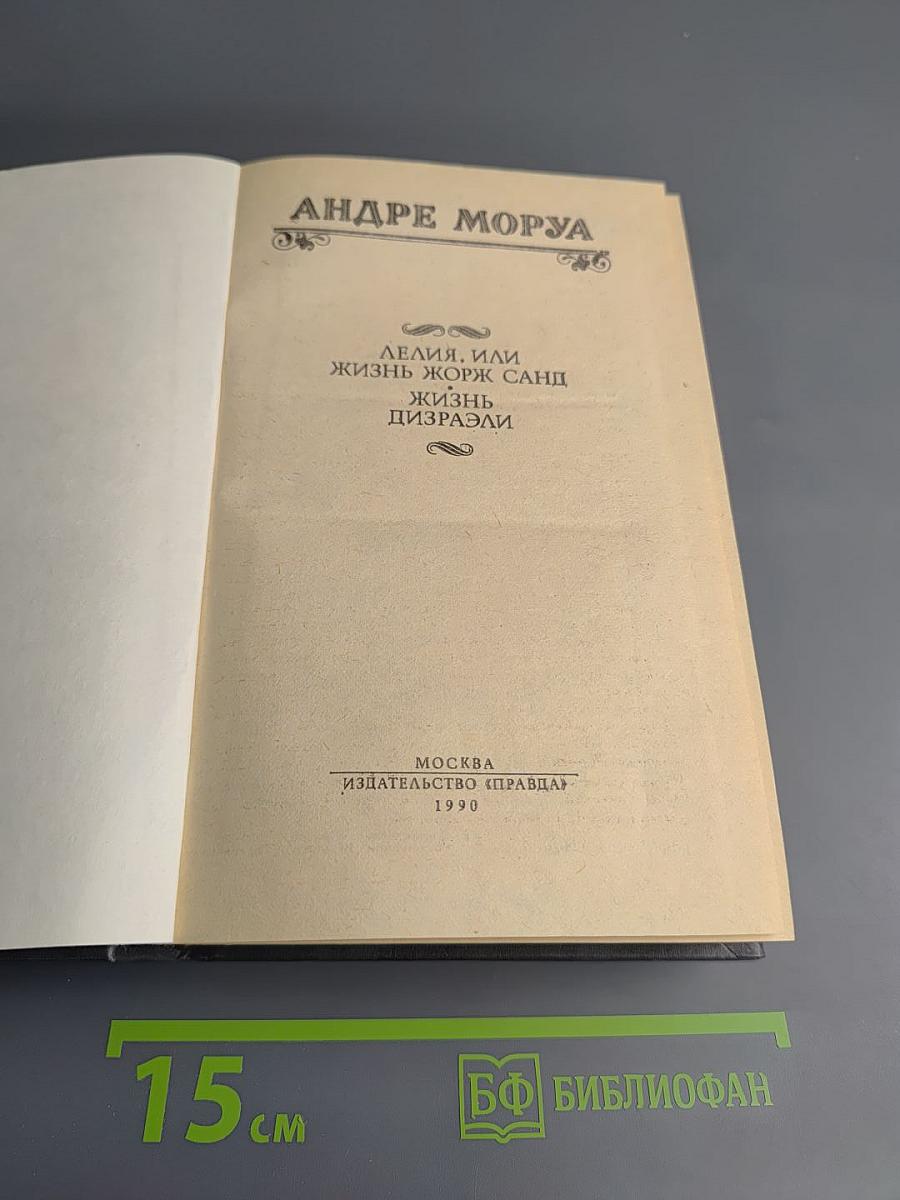 АНДРЕ МОРУА
ЛЕЛИЯ, ИЛИ
ЖИЗНЬ ЖОРЖ САНД
•
ЖИЗНЬ
ДИЗРАЭЛИ
МОСКВА
ИЗДАТЕЛЬСТВО «ПРАВДА»
1990
15 см
БФ БИБЛИОФАН